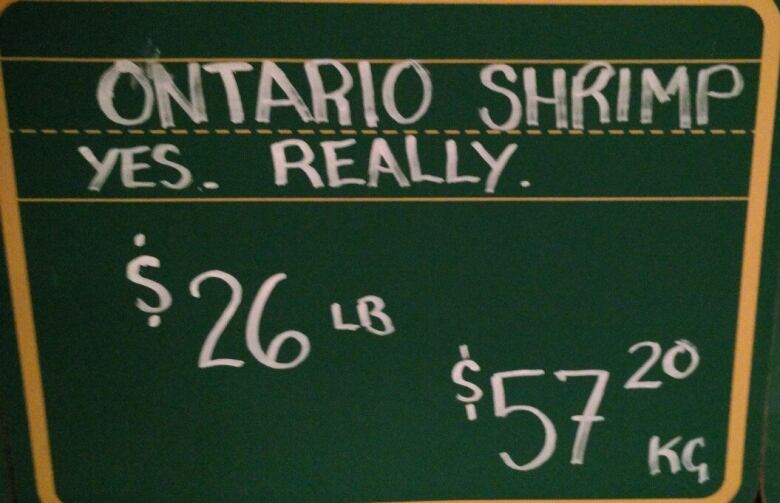 ONTARIO SHRIMP
YES. REALLY.
$26 LB
$57 20 KG